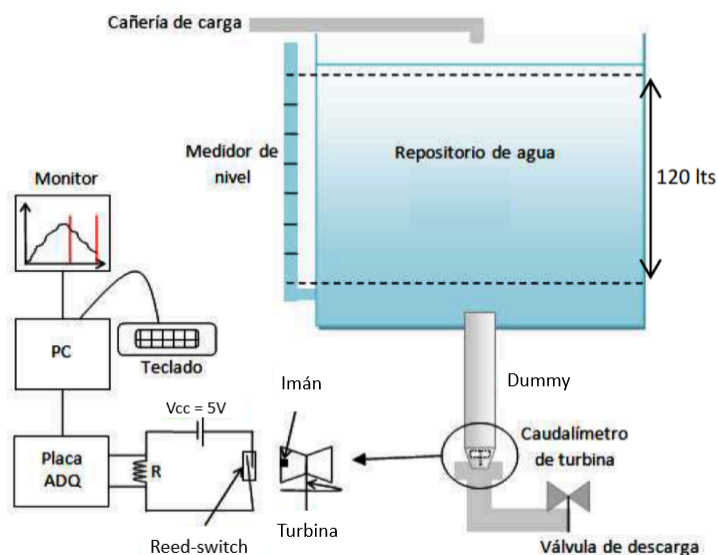 Cañería de carga
Medidor de
nivel
Repositorio de agua
120 lts
Monitor
PC
Teclado
Dummy
Imán
Vcc = 5V
Caudalímetro
de turbina
Placa
ADQ
R
Turbina
Reed-switch
Válvula de descarga